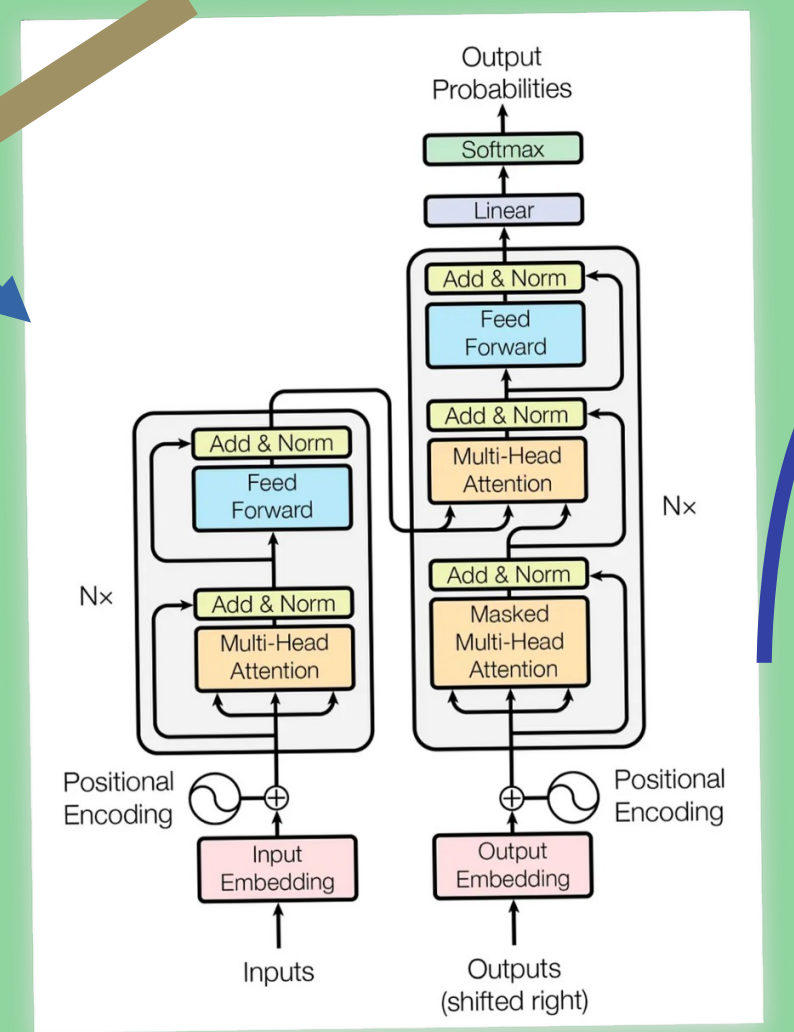 Output
Probabilities
Softmax
Linear
Add & Norm
Feed
Forward
Add & Norm
Multi-Head
Attention
Add & Norm
Masked
Multi-Head
Attention
Nx
Add & Norm
Feed
Forward
Nx
Add & Norm
Multi-Head
Attention
Positional
Encoding
Positional
Encoding
Input
Embedding
Output
Embedding
Inputs
Outputs
(shifted right)